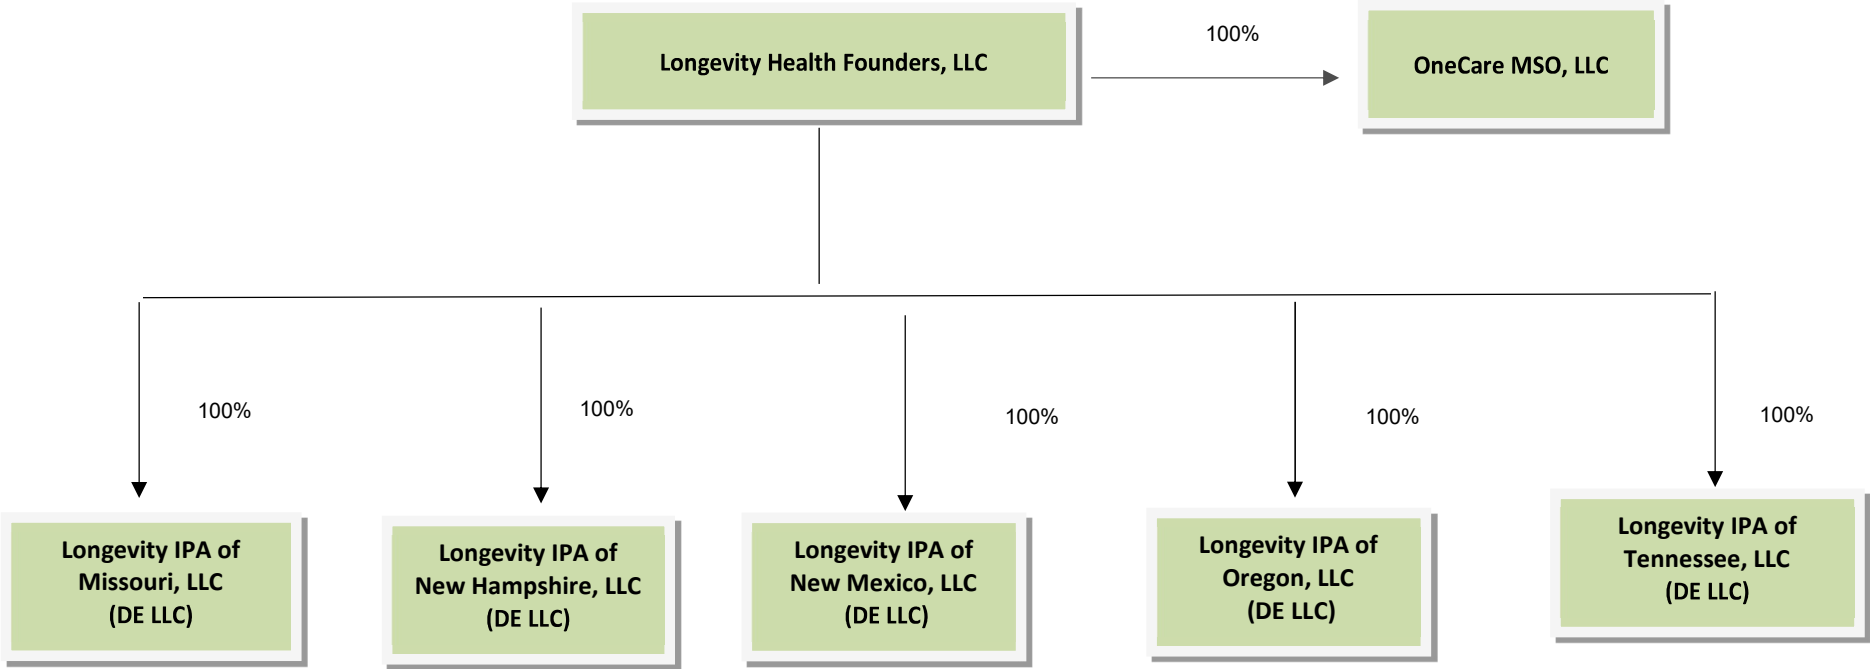 Longevity Health Founders, LLC
100%
OneCare MSO, LLC
100%
100%
100%
100%
100%
Longevity IPA of
Missouri, LLC
(DE LLC)
Longevity IPA of
New Hampshire, LLC
(DE LLC)
Longevity IPA of
New Mexico, LLC
(DE LLC)
Longevity IPA of
Oregon, LLC
(DE LLC)
Longevity IPA of
Tennessee, LLC
(DE LLC)